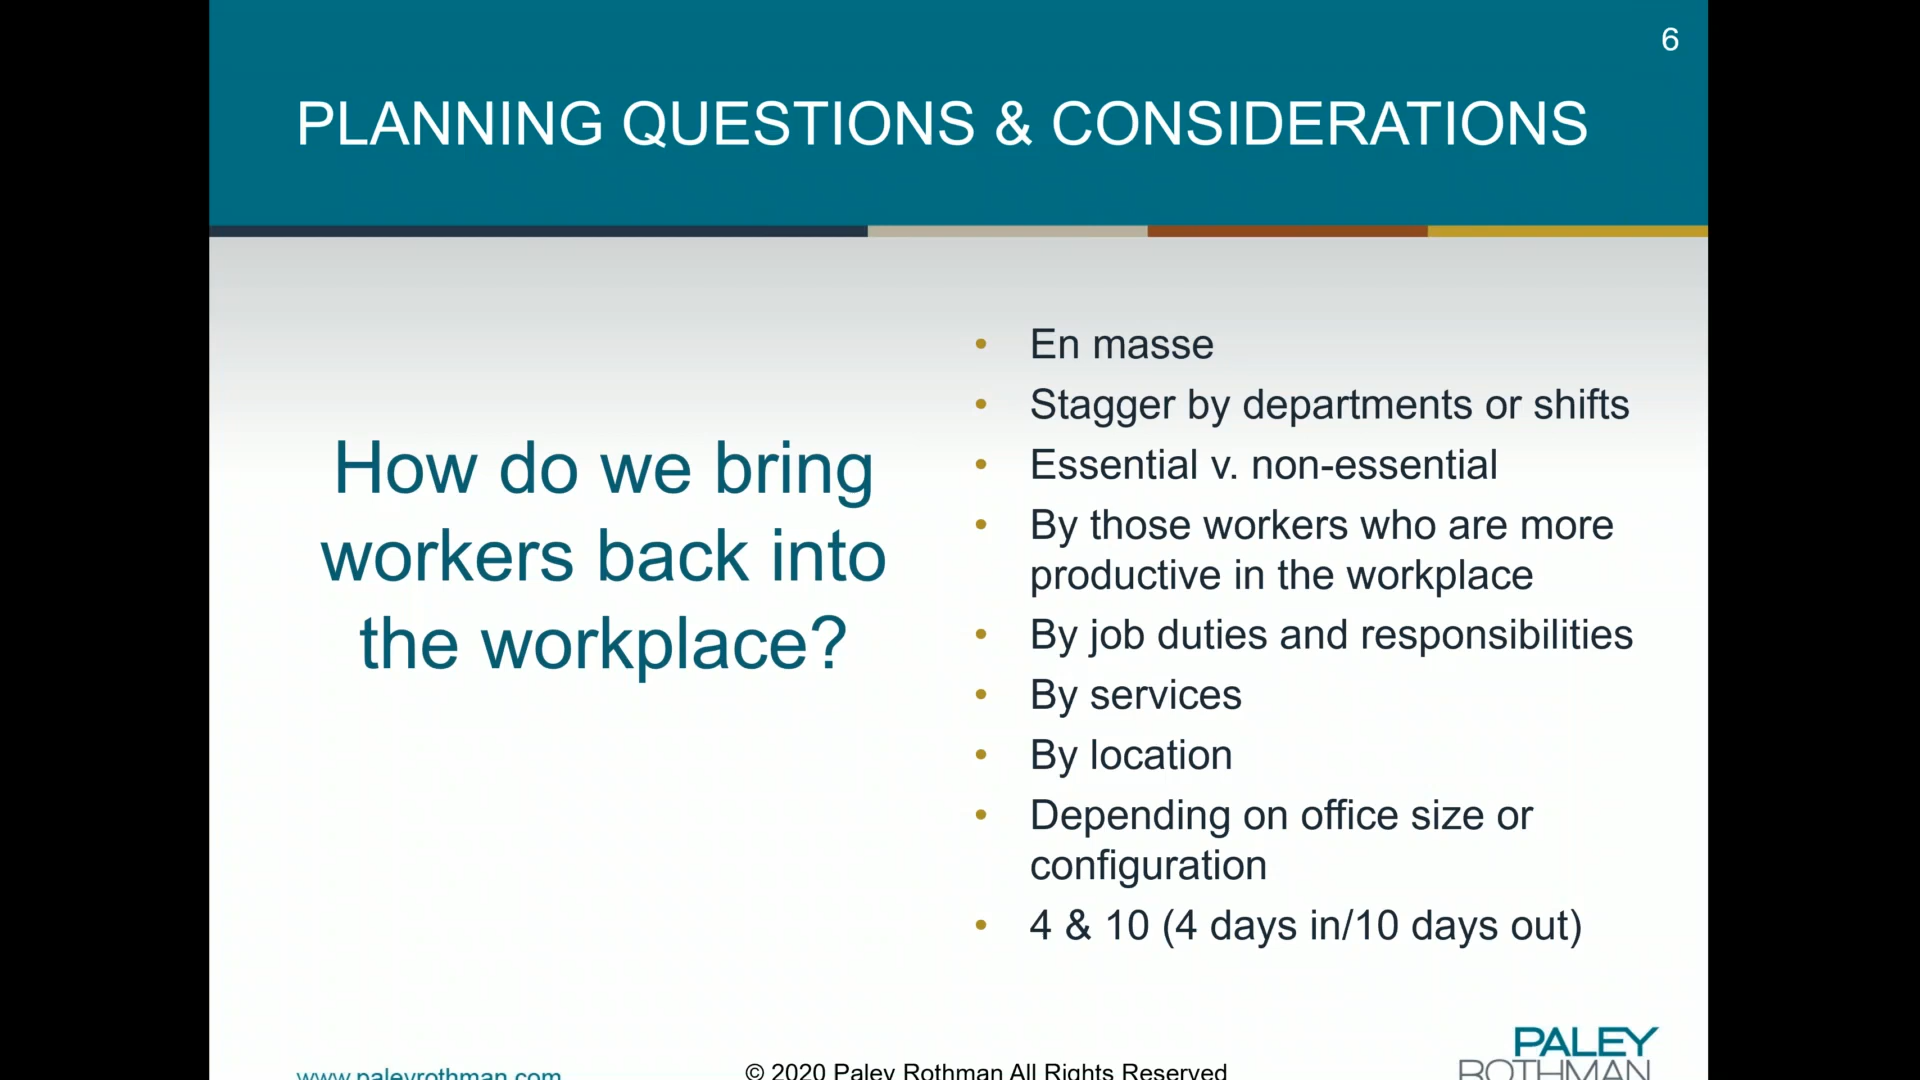 6
PLANNING QUESTIONS & CONSIDERATIONS
How do we bring
workers back into
the workplace?
• En masse
• Stagger by departments or shifts
• Essential v. non-essential
• By those workers who are more
productive in the workplace
• By job duties and responsibilities
• By services
• By location
• Depending on office size or
configuration
• 4 & 10 (4 days in/10 days out)
www.paleyrothman.com
© 2020 Paley Rothman All Rights Reserved
PALEY
ROTHMAN